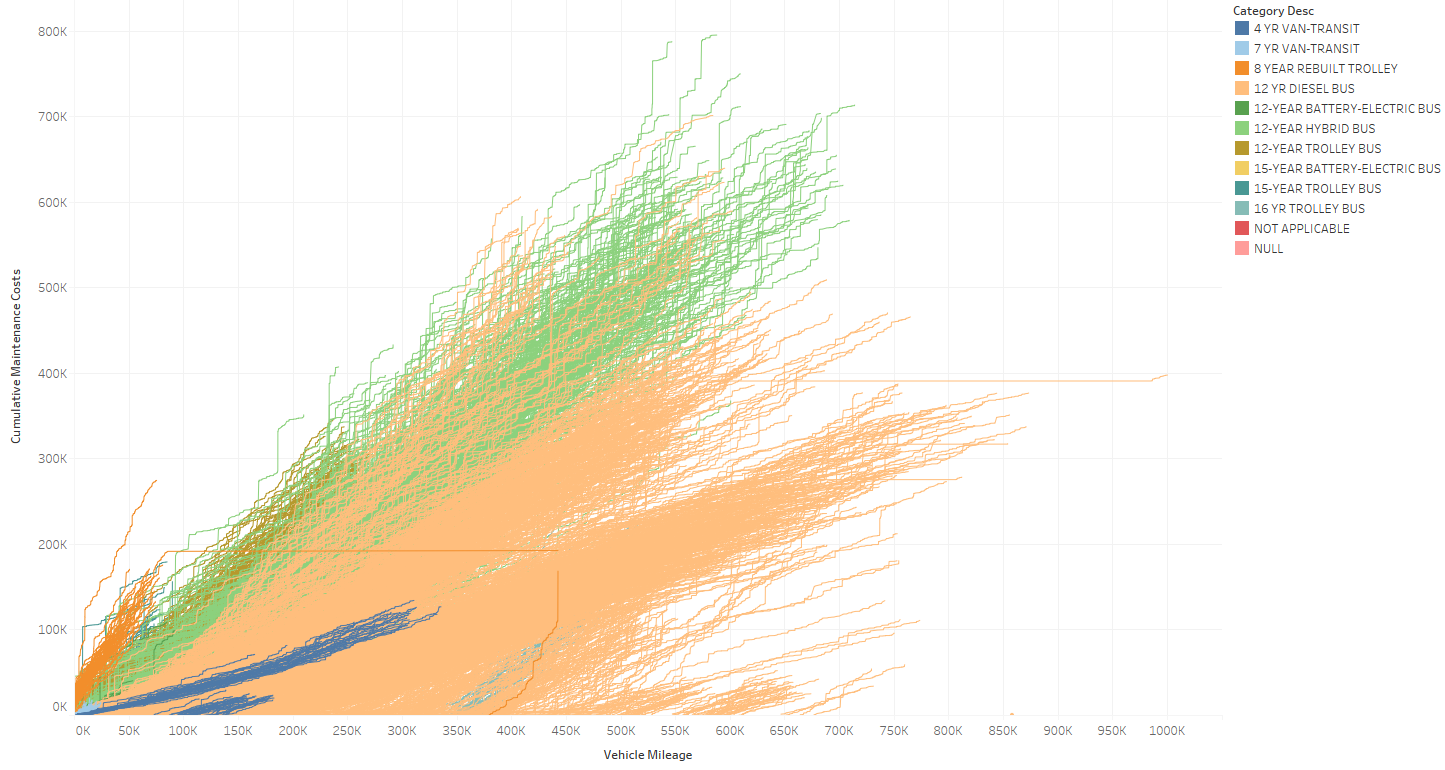 Category Desc
4 YR VAN-TRANSIT
7 YR VAN-TRANSIT
8 YEAR REBUILT TROLLEY
12 YR DIESEL BUS
12-YEAR BATTERY-ELECTRIC BUS
12-YEAR HYBRID BUS
12-YEAR TROLLEY BUS
15-YEAR BATTERY-ELECTRIC BUS
15-YEAR TROLLEY BUS
16 YR TROLLEY BUS
NOT APPLICABLE
NULL
Cumulative Maintenance Costs
800K
700K
600K
500K
400K
300K
200K
100K
0K
0K 50K 100K 150K 200K 250K 300K 350K 400K 450K 500K 550K 600K 650K 700K 750K 800K 850K 900K 950K 1000K
Vehicle Mileage